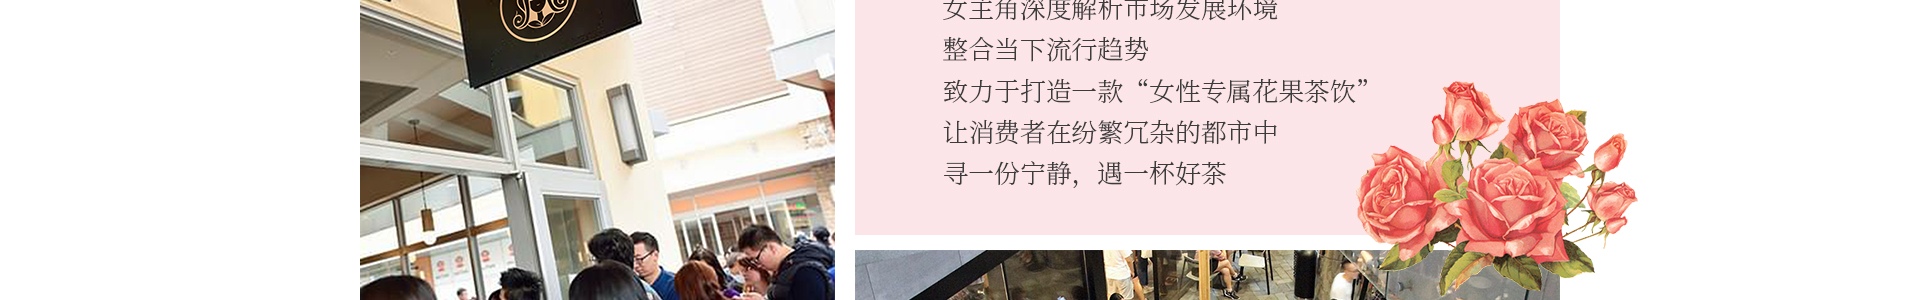 女主角深度解析市场发展环境
整合当下流行趋势
致力于打造一款“女性专属花果茶饮”
让消费者在纷繁冗杂的都市中
寻一份宁静，遇一杯好茶